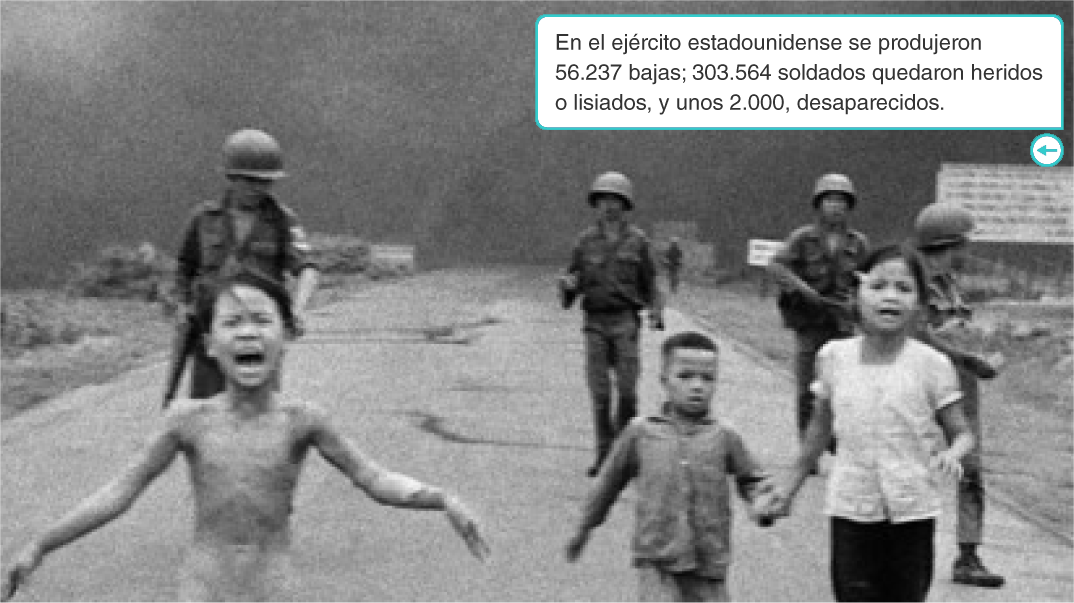 En el ejército estadounidense se produjeron
56.237 bajas; 303.564 soldados quedaron heridos
o lisiados, y unos 2.000, desaparecidos.